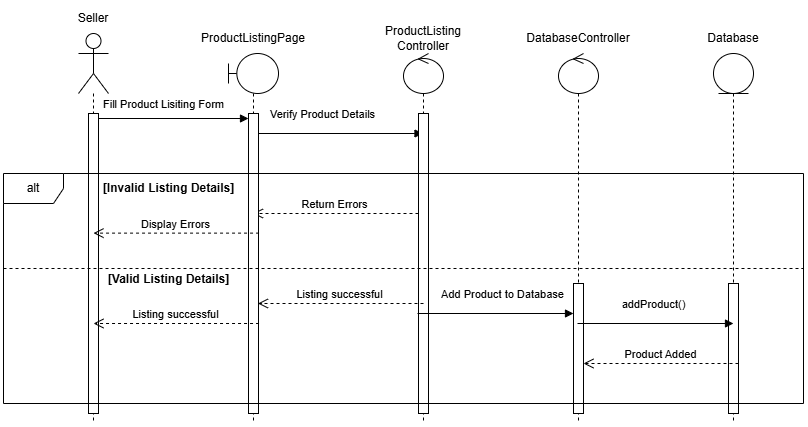 Seller
ProductListingPage
ProductListing
Controller
DatabaseController
Database
Fill Product Lisiting Form
Verify Product Details
alt
[Invalid Listing Details]
Return Errors
Display Errors
[Valid Listing Details]
Listing successful
Add Product to Database
addProduct()
Listing successful
Product Added